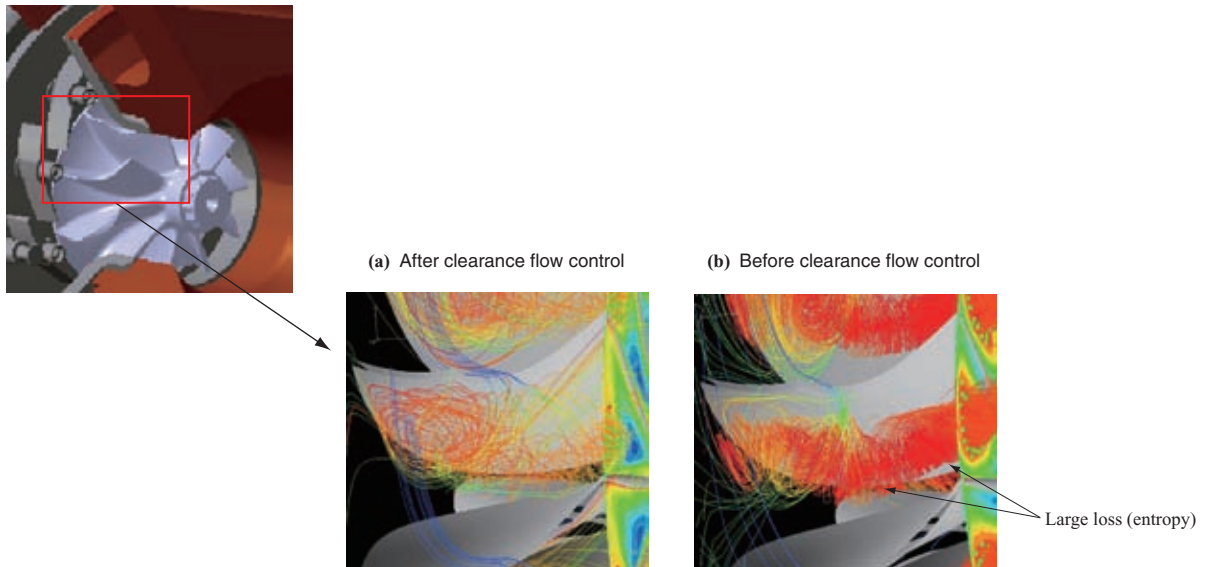 (a) After clearance flow control
(b) Before clearance flow control
Large loss (entropy)